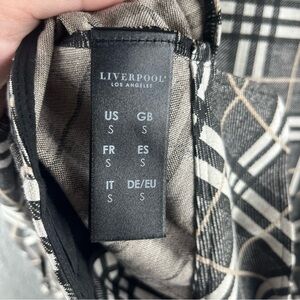 LIVERPOOL®
LOS ANGELES
US GB
S S
FR ES
S S
IT DE/EU
S S